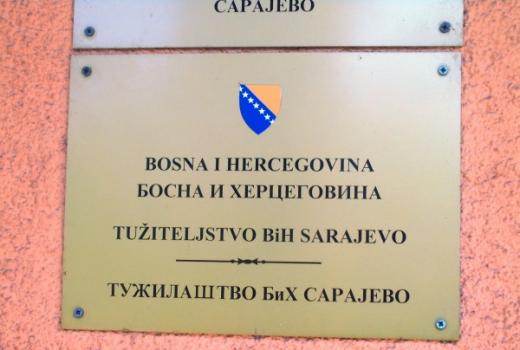 САРАЈЕВО
BOSNA I HERCEGOVINA
БОСНА И ХЕРЦЕГОВИНА
TUŽITELJSTVO BiH SARAJEVO
ТУЖИЛАШТВО БиХ САРАЈЕВО